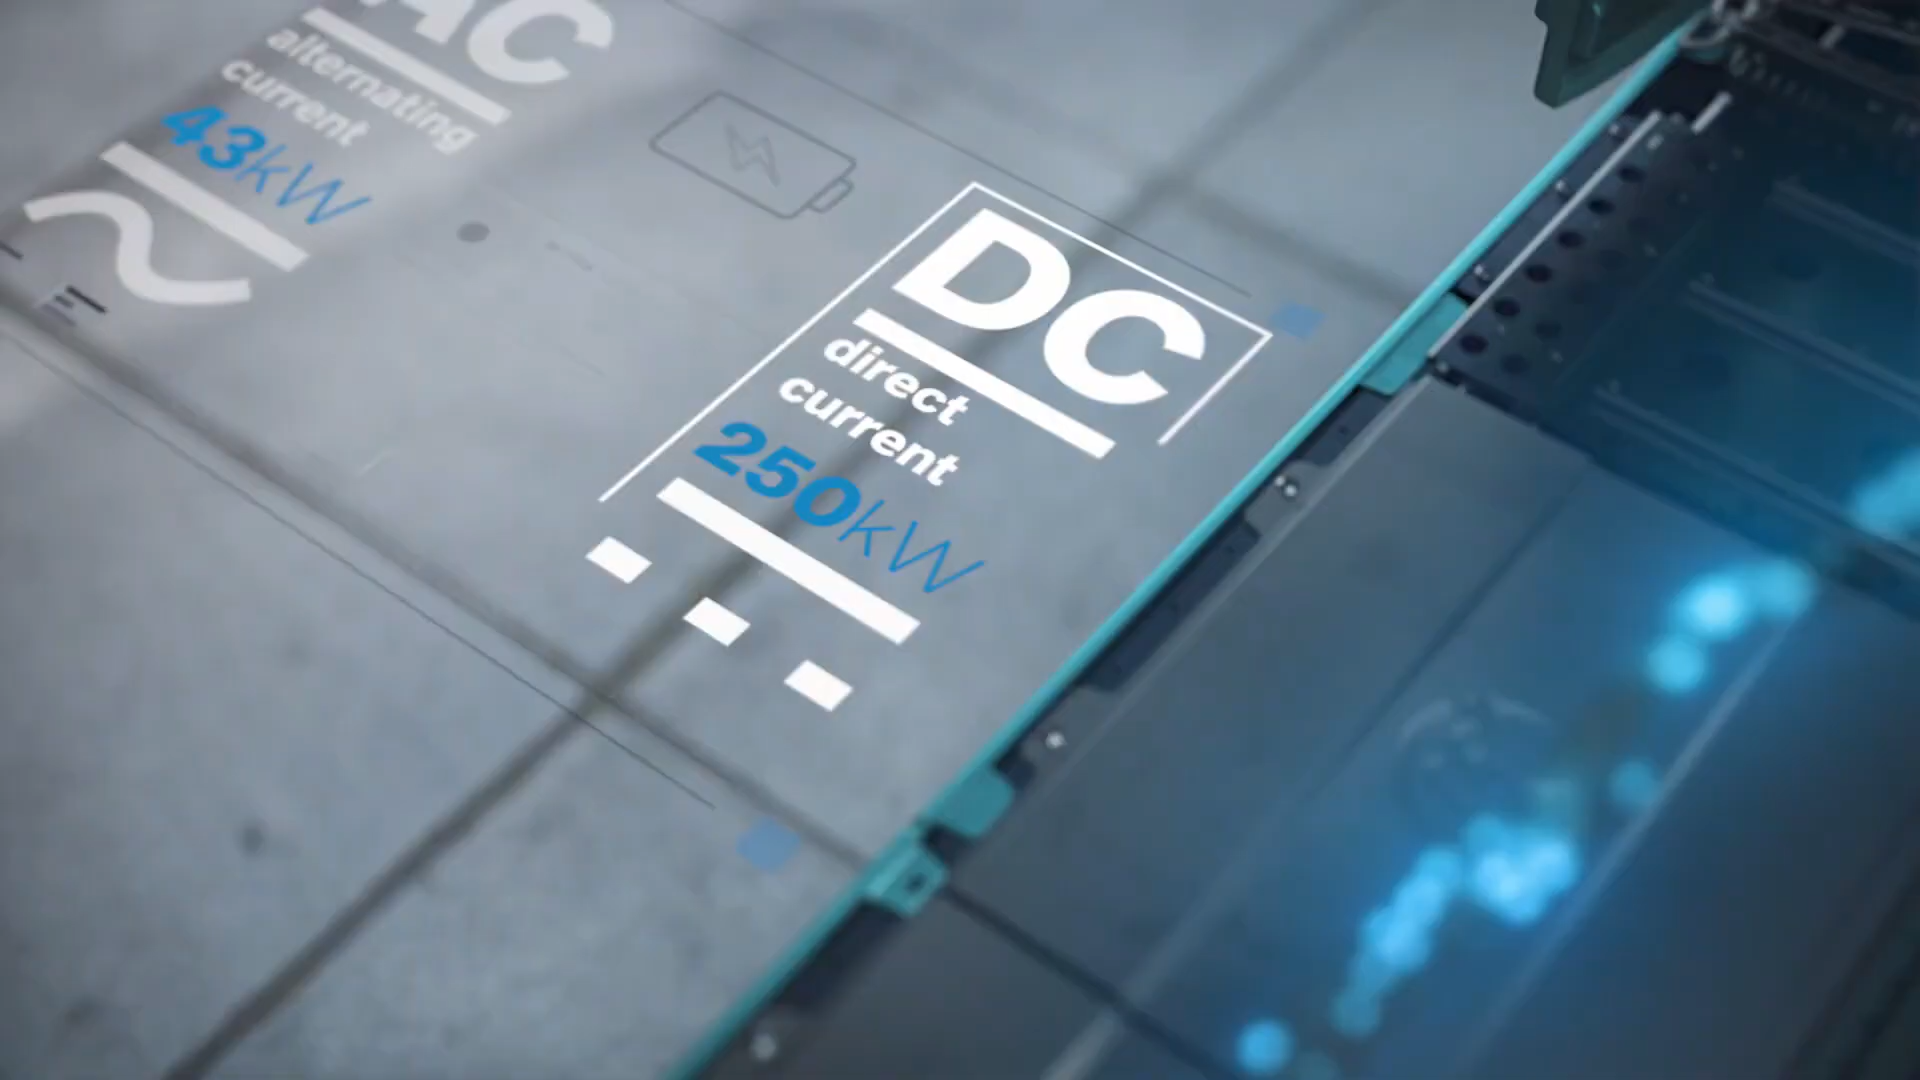 AC
alternating
current
43kW
DC
direct
current
250kW